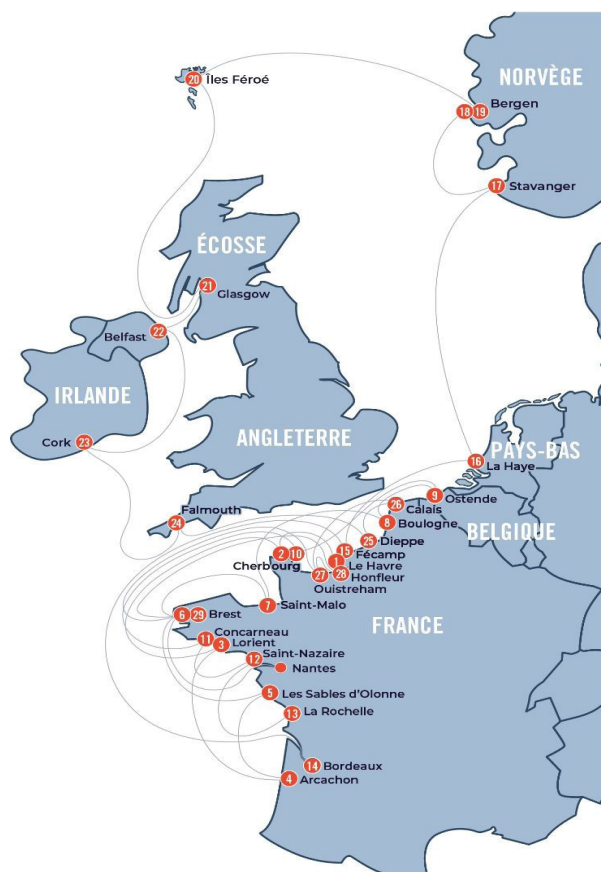 20 Îles Féroé
NORVÈGE
18 19 Bergen
17 Stavanger
ÉCOSSE
21 Glasgow
Belfast 22
IRLANDE
Cork 23
ANGLETERRE
PAYS-BAS
16 La Haye
9 Ostende
BELGIQUE
Falmouth
24
26 Calais
8 Boulogne
25 Dieppe
15 Fécamp
2 10
Cherbourg
1 Le Havre
28 Honfleur
27
Ouistreham
7 Saint-Malo
FRANCE
6 29 Brest
11 Concarneau
3 Lorient
12 Saint-Nazaire
Nantes
5 Les Sables d'Olonne
13 La Rochelle
14 Bordeaux
4 Arcachon